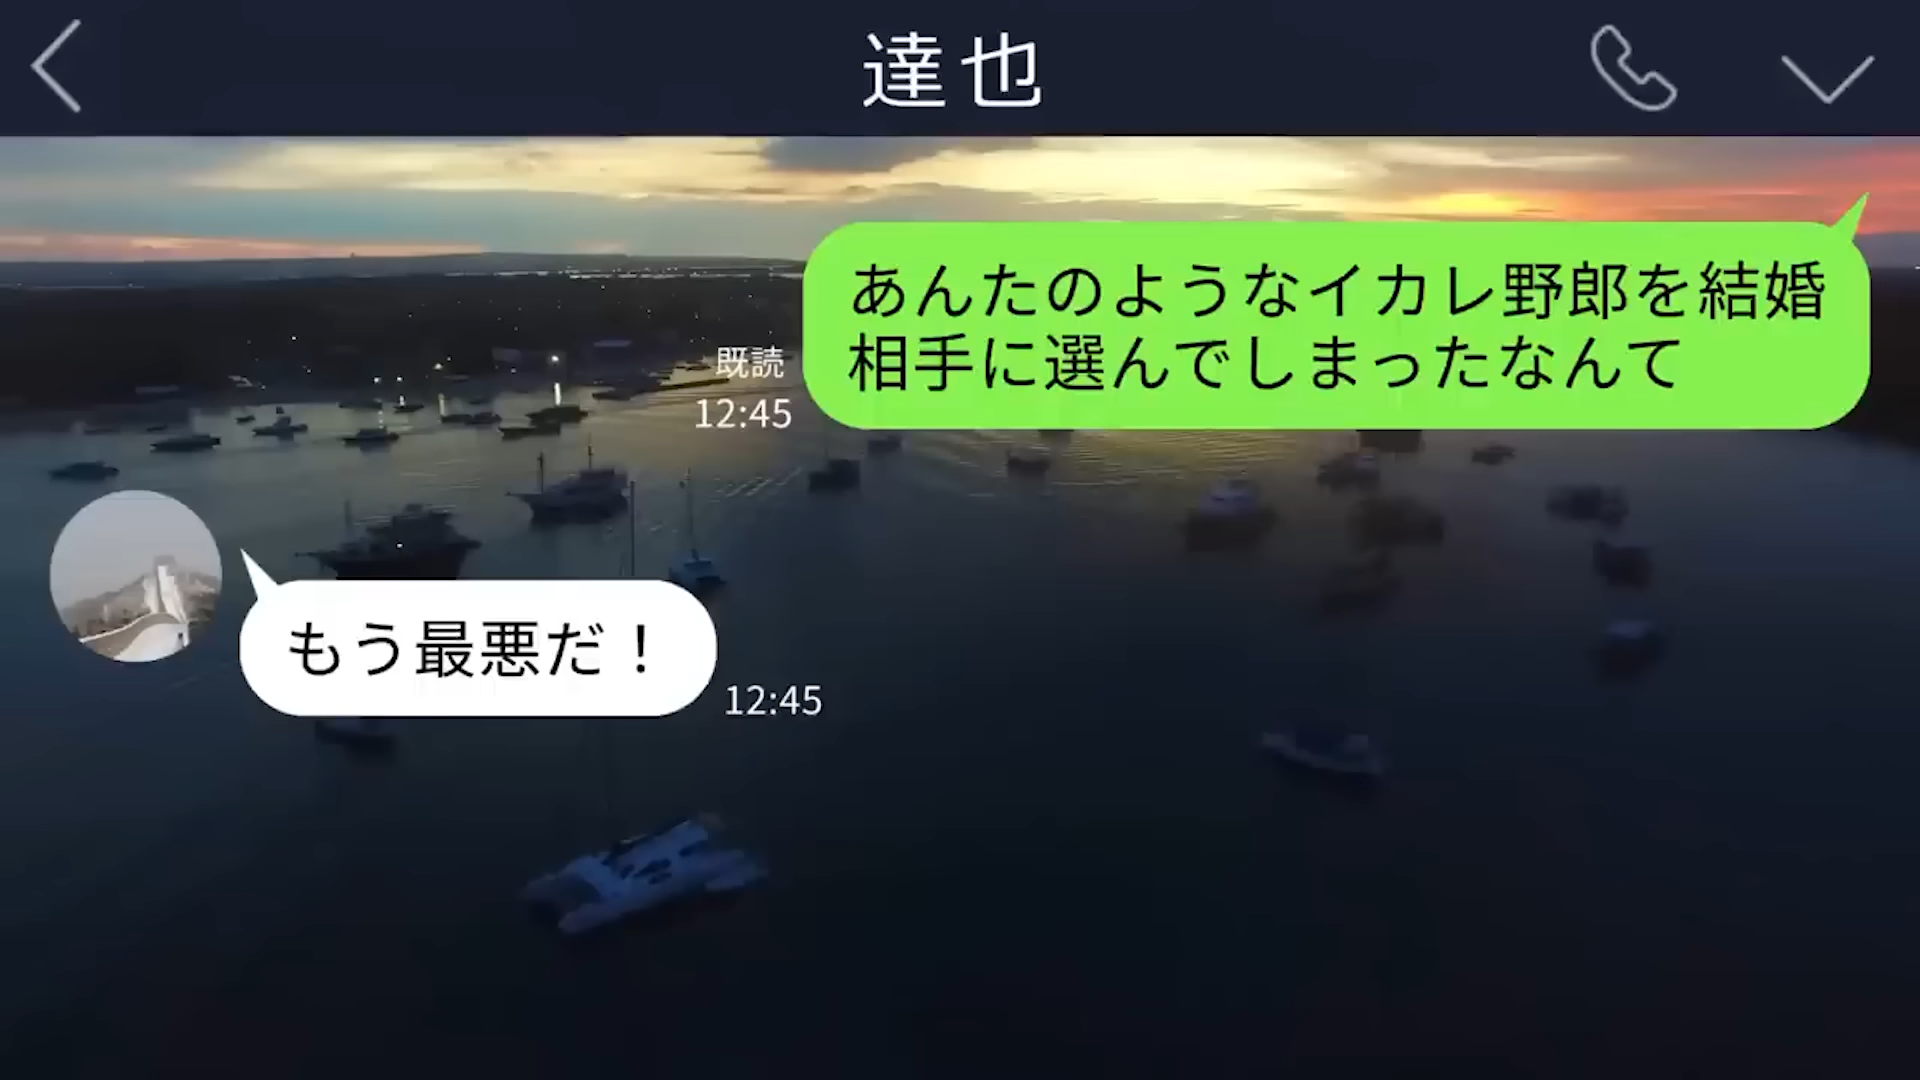 達也
あんたのようなイカレ野郎を結婚
相手に選んでしまったなんて
既読
12:45
もう最悪だ！
12:45